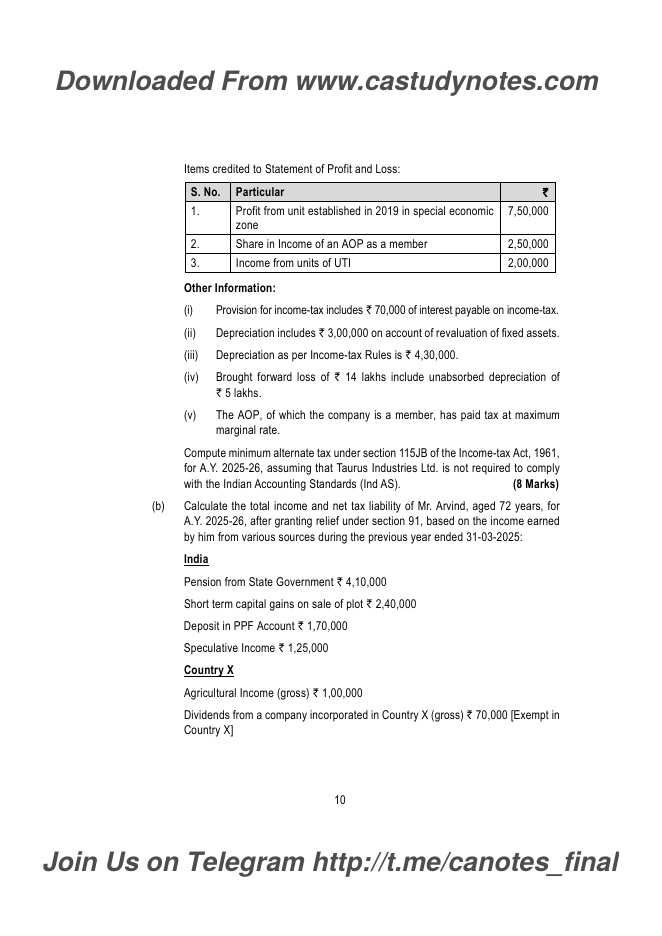 Downloaded From www.castudynotes.com
Items credited to Statement of Profit and Loss:
S. No. Particular ₹
1. Profit from unit established in 2019 in special economic 7,50,000
zone
2. Share in Income of an AOP as a member 2,50,000
3. Income from units of UTI 2,00,000
Other Information:
(i) Provision for income-tax includes ₹ 70,000 of interest payable on income-tax.
(ii) Depreciation includes ₹ 3,00,000 on account of revaluation of fixed assets.
(iii) Depreciation as per Income-tax Rules is ₹ 4,30,000.
(iv) Brought forward loss of ₹ 14 lakhs include unabsorbed depreciation of
₹ 5 lakhs.
(v) The AOP, of which the company is a member, has paid tax at maximum
marginal rate.
Compute minimum alternate tax under section 115JB of the Income-tax Act, 1961,
for A.Y. 2025-26, assuming that Taurus Industries Ltd. is not required to comply
with the Indian Accounting Standards (Ind AS). (8 Marks)
(b) Calculate the total income and net tax liability of Mr. Arvind, aged 72 years, for
A.Y. 2025-26, after granting relief under section 91, based on the income earned
by him from various sources during the previous year ended 31-03-2025:
India
Pension from State Government ₹ 4,10,000
Short term capital gains on sale of plot ₹ 2,40,000
Deposit in PPF Account ₹ 1,70,000
Speculative Income ₹ 1,25,000
Country X
Agricultural Income (gross) ₹ 1,00,000
Dividends from a company incorporated in Country X (gross) ₹ 70,000 [Exempt in
Country X]
10
Join Us on Telegram http://t.me/canotes_final